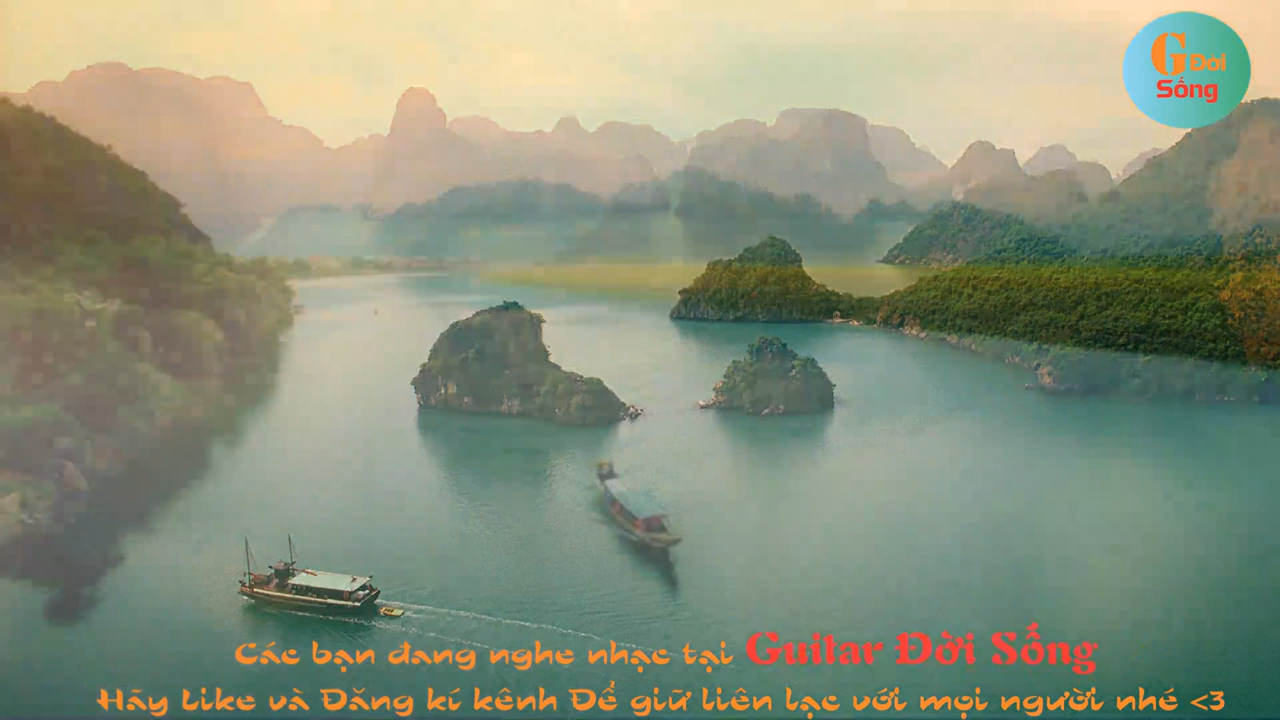 G Đời
Sống
Các bạn đang nghe nhạc tại Guitar Đời Sống
Hãy Like và Đăng kí kênh Để giữ liên lạc với mọi người nhé <3